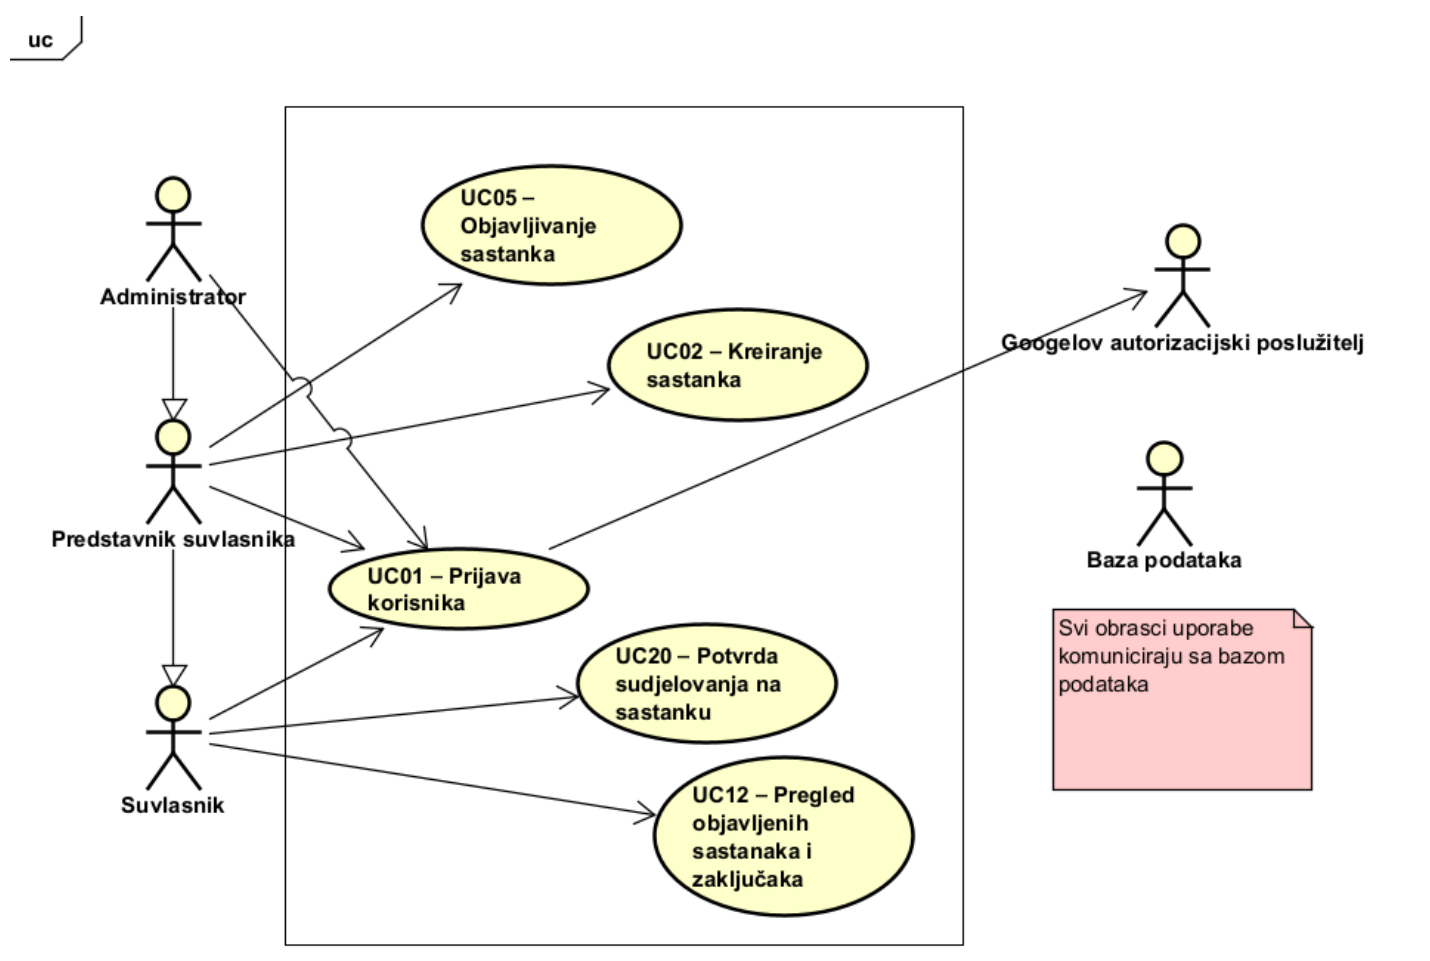 uc
UC05 –
Objavljivanje
sastanka
Administrator
Googelov autorizacijski poslužitelj
UC02 – Kreiranje
sastanka
Predstavnik suvlasnika
Baza podataka
UC01 – Prijava
korisnika
Svi obrasci uporabe
komuniciraju sa bazom
podataka
UC20 – Potvrda
sudjelovanja na
sastanku
Suvlasnik
UC12 – Pregled
objavljenih
sastanaka i
zaključaka